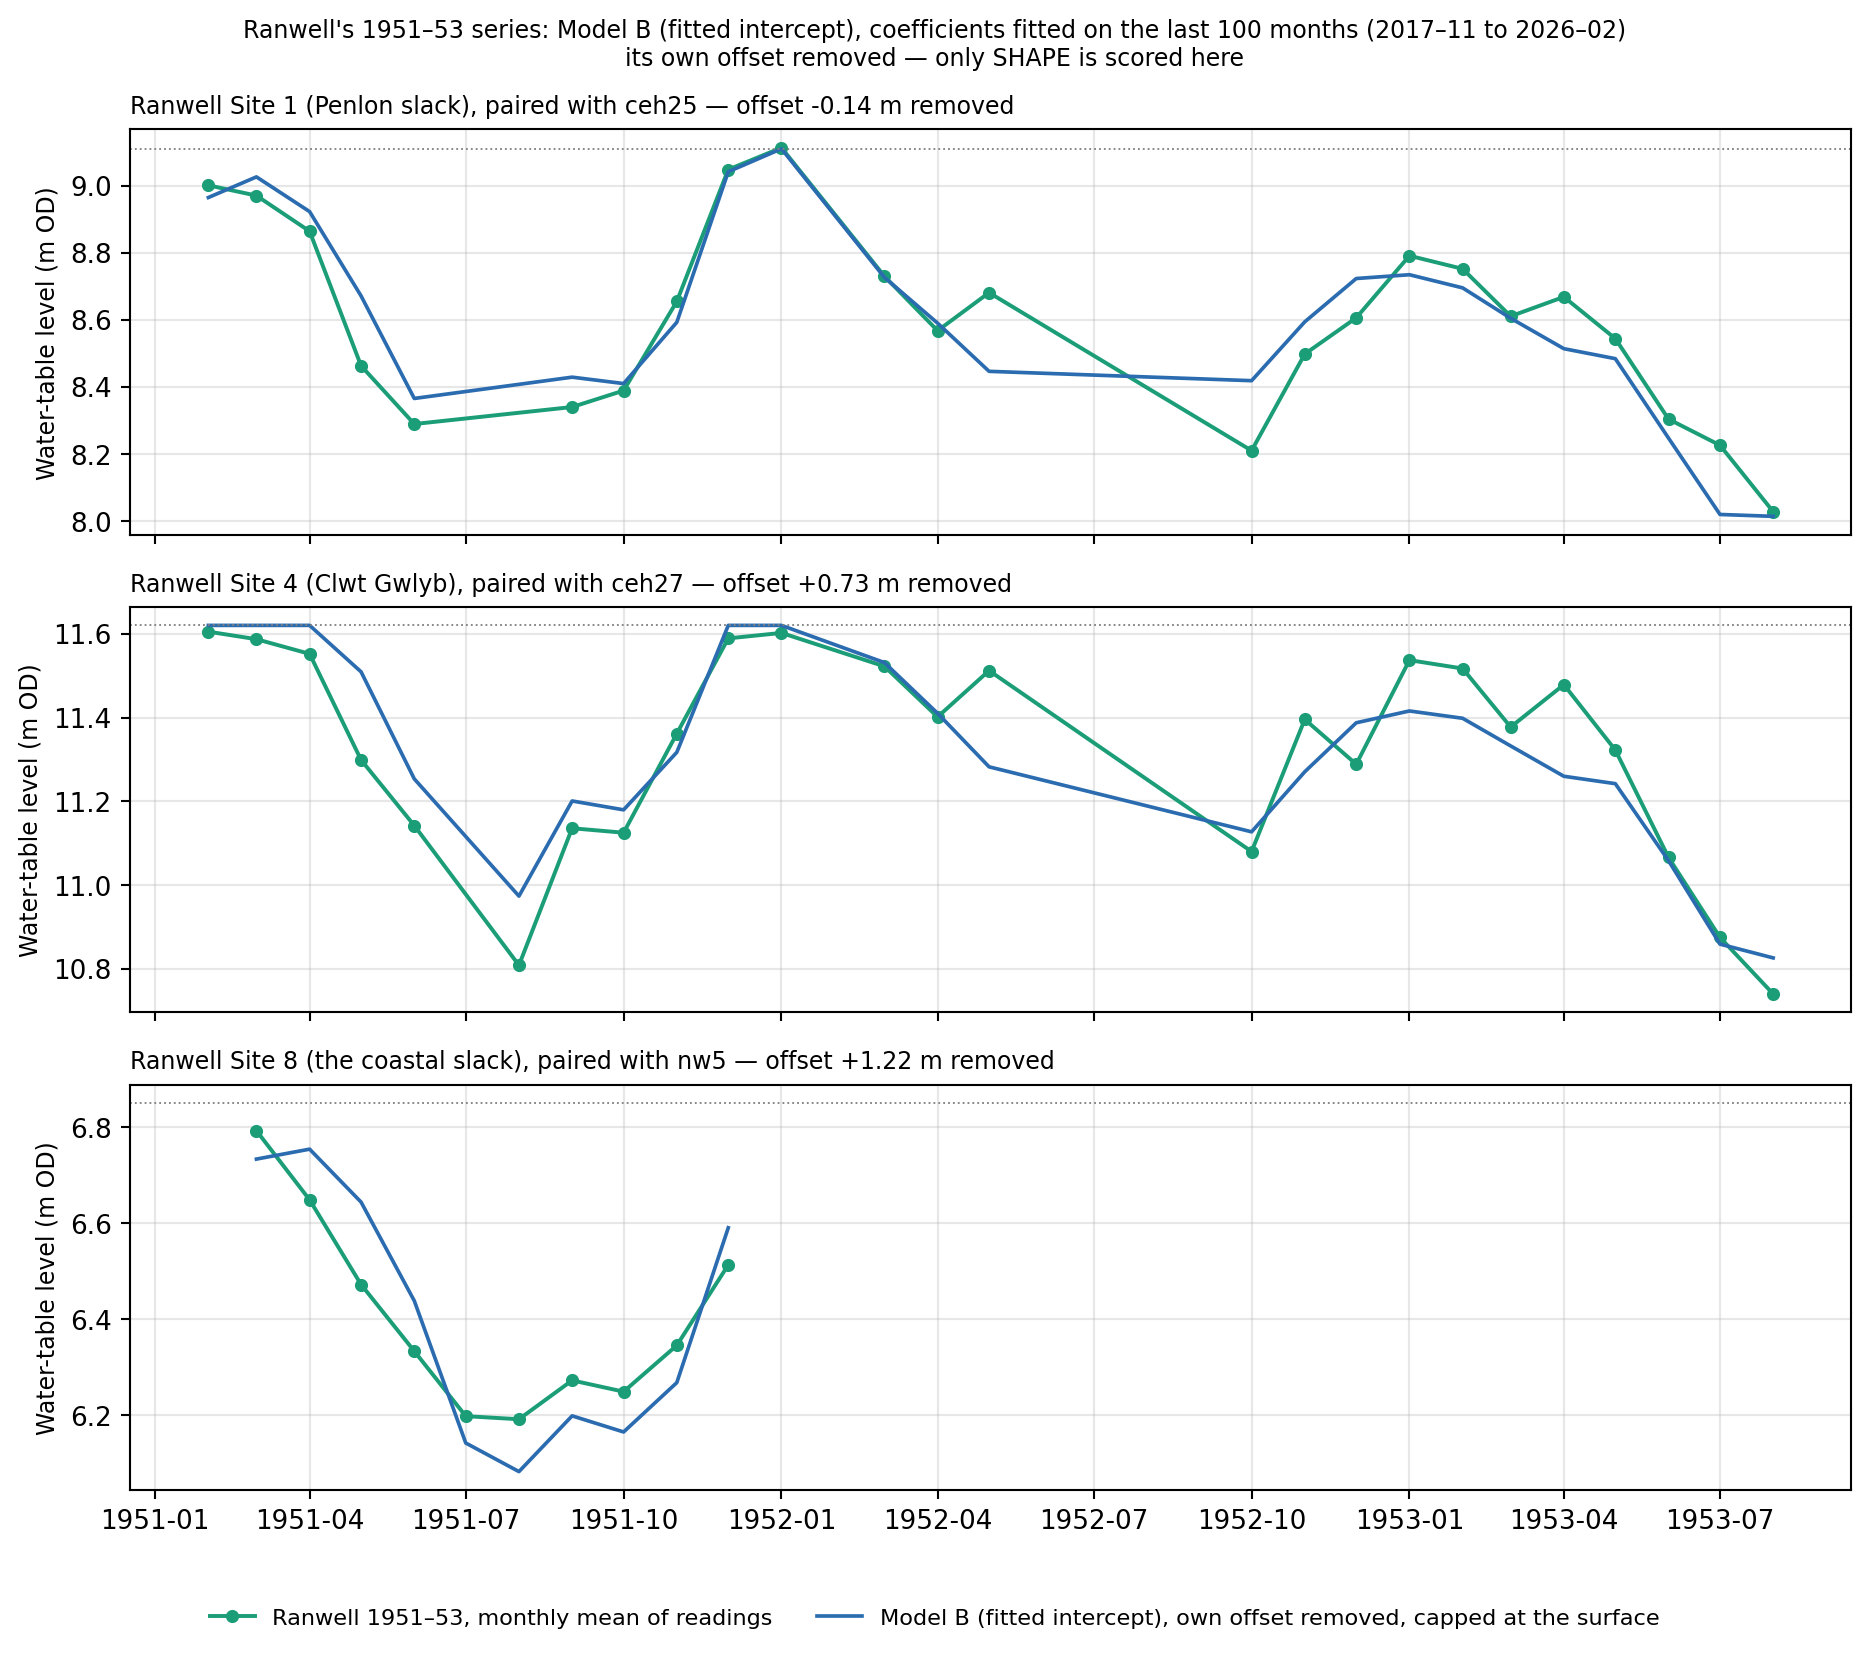 Ranwell's 1951–53 series: Model B (fitted intercept), coefficients fitted on the last 100 months (2017–11 to 2026–02)
its own offset removed — only SHAPE is scored here
Ranwell Site 1 (Penlon slack), paired with ceh25 — offset -0.14 m removed
Water-table level (m OD)
9.0
8.8
8.6
8.4
8.2
8.0
Ranwell Site 4 (Clwt Gwlyb), paired with ceh27 — offset +0.73 m removed
Water-table level (m OD)
11.6
11.4
11.2
11.0
10.8
Ranwell Site 8 (the coastal slack), paired with nw5 — offset +1.22 m removed
Water-table level (m OD)
6.8
6.6
6.4
6.2
1951-01 1951-04 1951-07 1951-10 1952-01 1952-04 1952-07 1952-10 1953-01 1953-04 1953-07
Ranwell 1951–53, monthly mean of readings
Model B (fitted intercept), own offset removed, capped at the surface